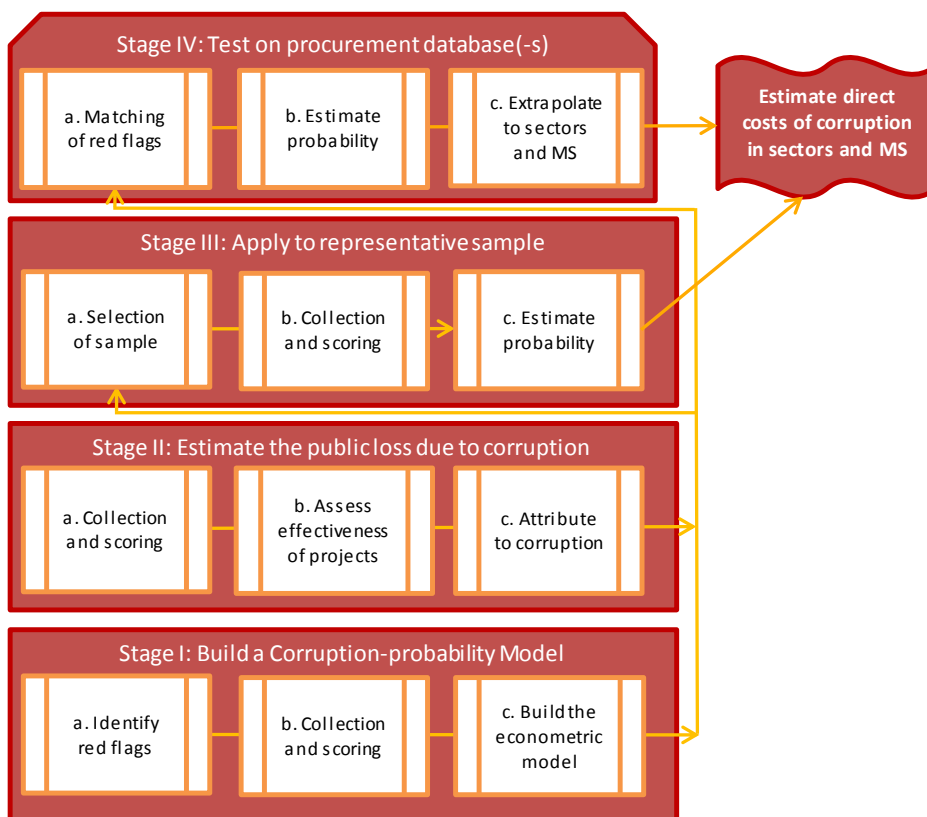 Stage IV: Test on procurement database(-s)
a. Matching
of red flags
b. Estimate
probability
c. Extrapolate
to sectors
and MS
Estimate direct
costs of corruption
in sectors and MS
Stage III: Apply to representative sample
a. Selection
of sample
b. Collection
and scoring
c. Estimate
probability
Stage II: Estimate the public loss due to corruption
a. Collection
and scoring
b. Assess
effectiveness
of projects
c. Attribute
to corruption
Stage I: Build a Corruption-probability Model
a. Identify
red flags
b. Collection
and scoring
c. Build the
econometric
model